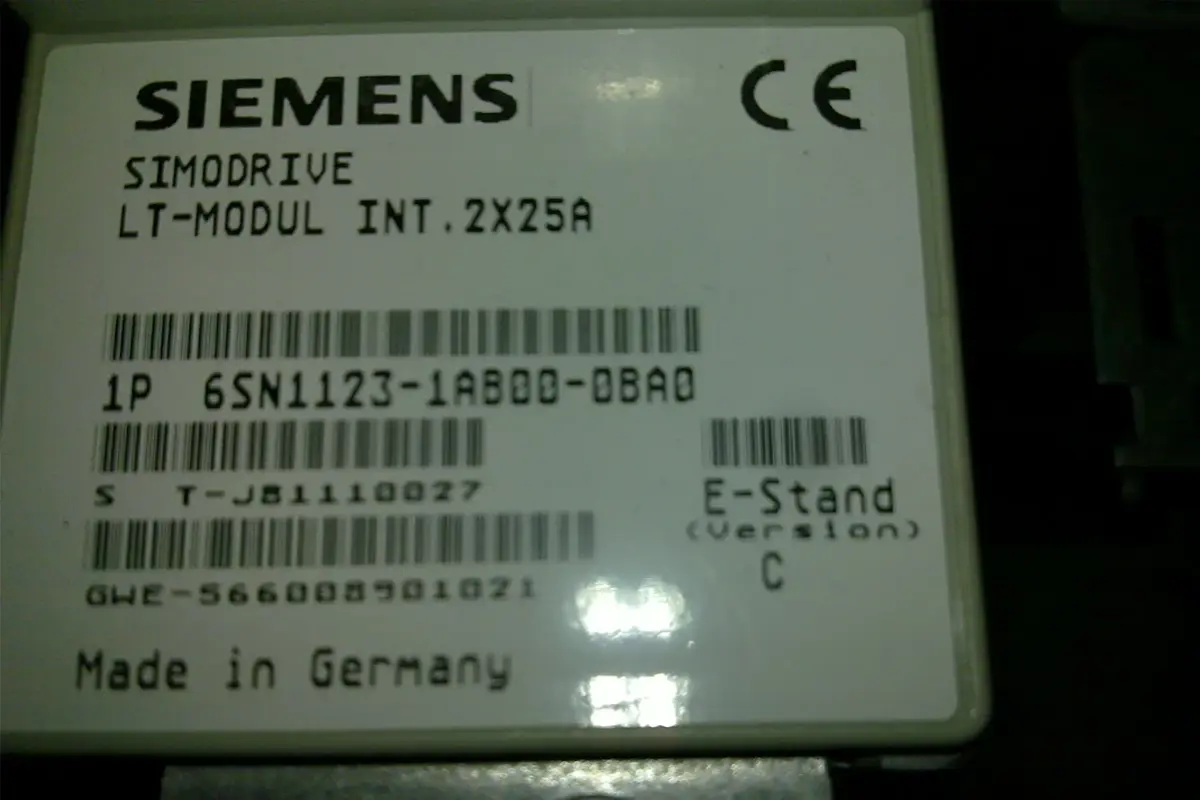 SIEMENS
CE
SIMODRIVE
LT-MODUL INT.2X25A
1P 6SN1123-1AB00-0BA0
S T-J81110027
E-Stand
(Version)
C
GWE-566008901021
Made in Germany